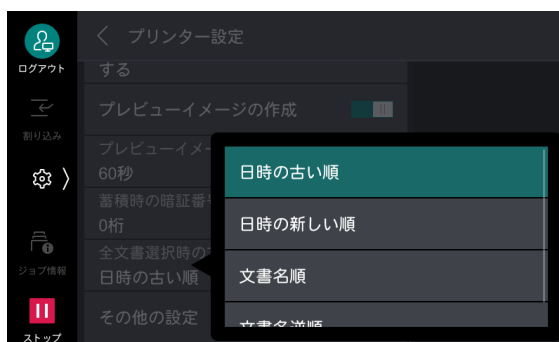 ログアウト
割り込み
ジョブ情報
ストップ
プリンター設定
する
プレビューイメージの作成
プレビューイメー
60秒
蓄積時の暗証番号
0桁
全文書選択時の
日時の古い順
その他の設定
日時の古い順
日時の新しい順
文書名順
文書名逆順